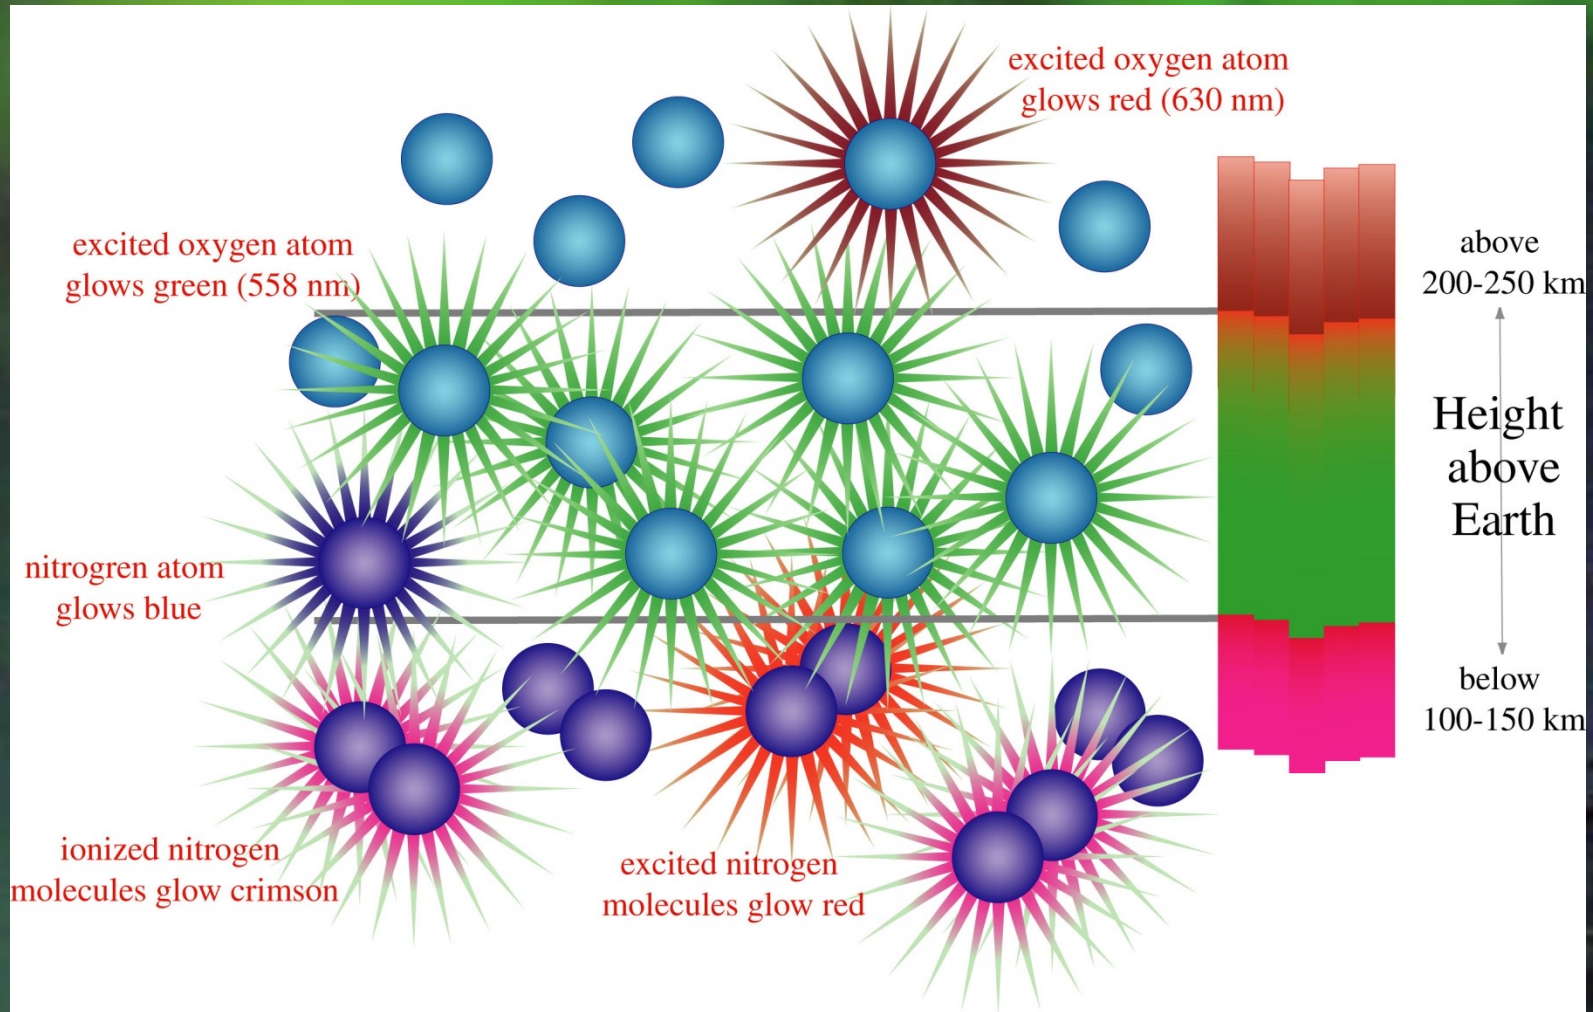 excited oxygen atom
glows red (630 nm)
excited oxygen atom
glows green (558 nm)
above
200-250 km
Height
above
Earth
nitrogren atom
glows blue
below
100-150 km
ionized nitrogen
molecules glow crimson
excited nitrogen
molecules glow red